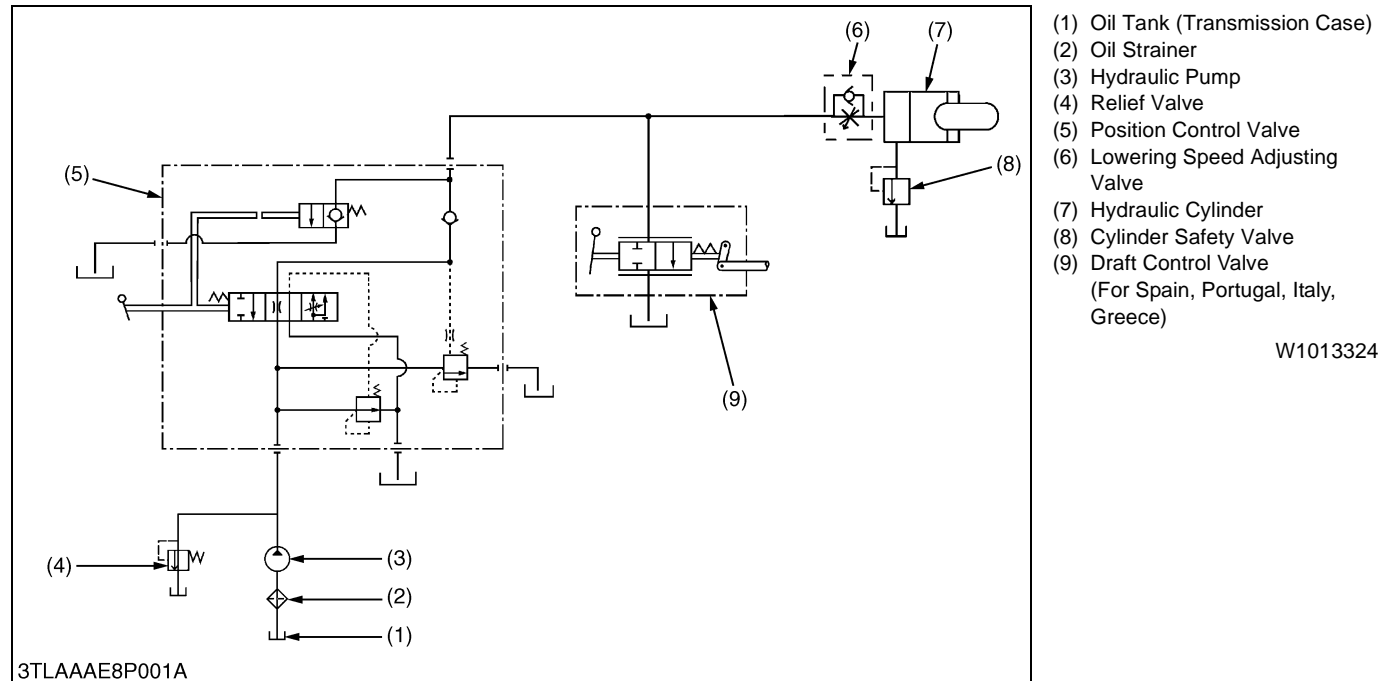 (6)
(7)
(5)
(8)
(9)
(4)
(3)
(2)
(1)
3TLAAAE8P001A
(1) Oil Tank (Transmission Case)
(2) Oil Strainer
(3) Hydraulic Pump
(4) Relief Valve
(5) Position Control Valve
(6) Lowering Speed Adjusting
Valve
(7) Hydraulic Cylinder
(8) Cylinder Safety Valve
(9) Draft Control Valve
(For Spain, Portugal, Italy,
Greece)
W1013324